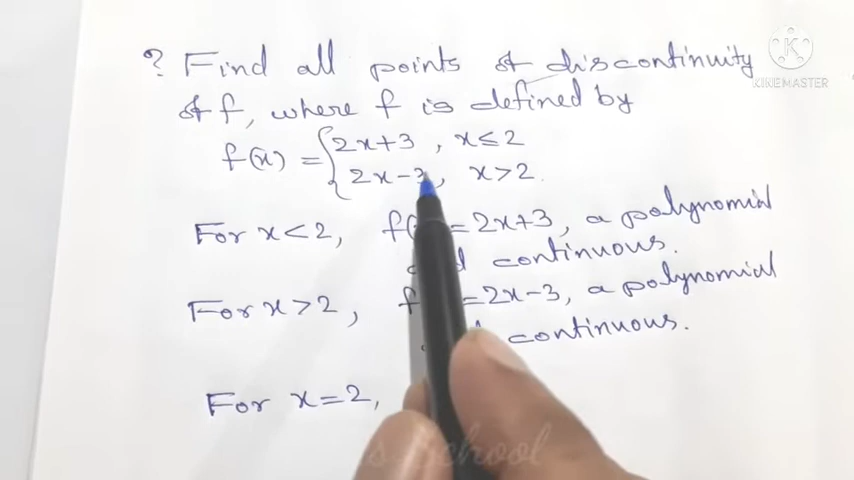 ? Find all points of discontinuity
KINEMASTER
of f, where f is defined by
f(x) = { 2x+3 , x≤2
2x-3, x>2.
For x<2, f( =2x+3, a polynomial
continuous.
For x>2, f =2x-3, a polynomial
continuous.
For x=2,
School